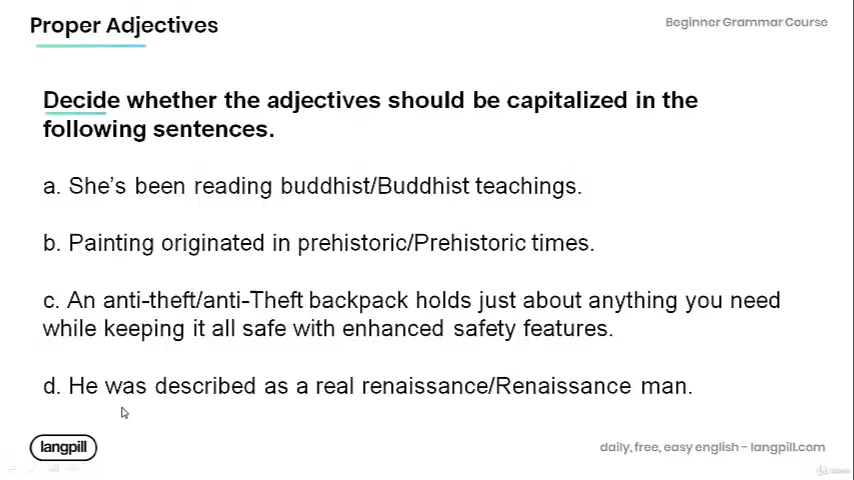 Proper Adjectives
Beginner Grammar Course
Decide whether the adjectives should be capitalized in the
following sentences.
a. She's been reading buddhist/Buddhist teachings.
b. Painting originated in prehistoric/Prehistoric times.
c. An anti-theft/anti-Theft backpack holds just about anything you need
while keeping it all safe with enhanced safety features.
d. He was described as a real renaissance/Renaissance man.
langpill
daily, free, easy english - langpill.com